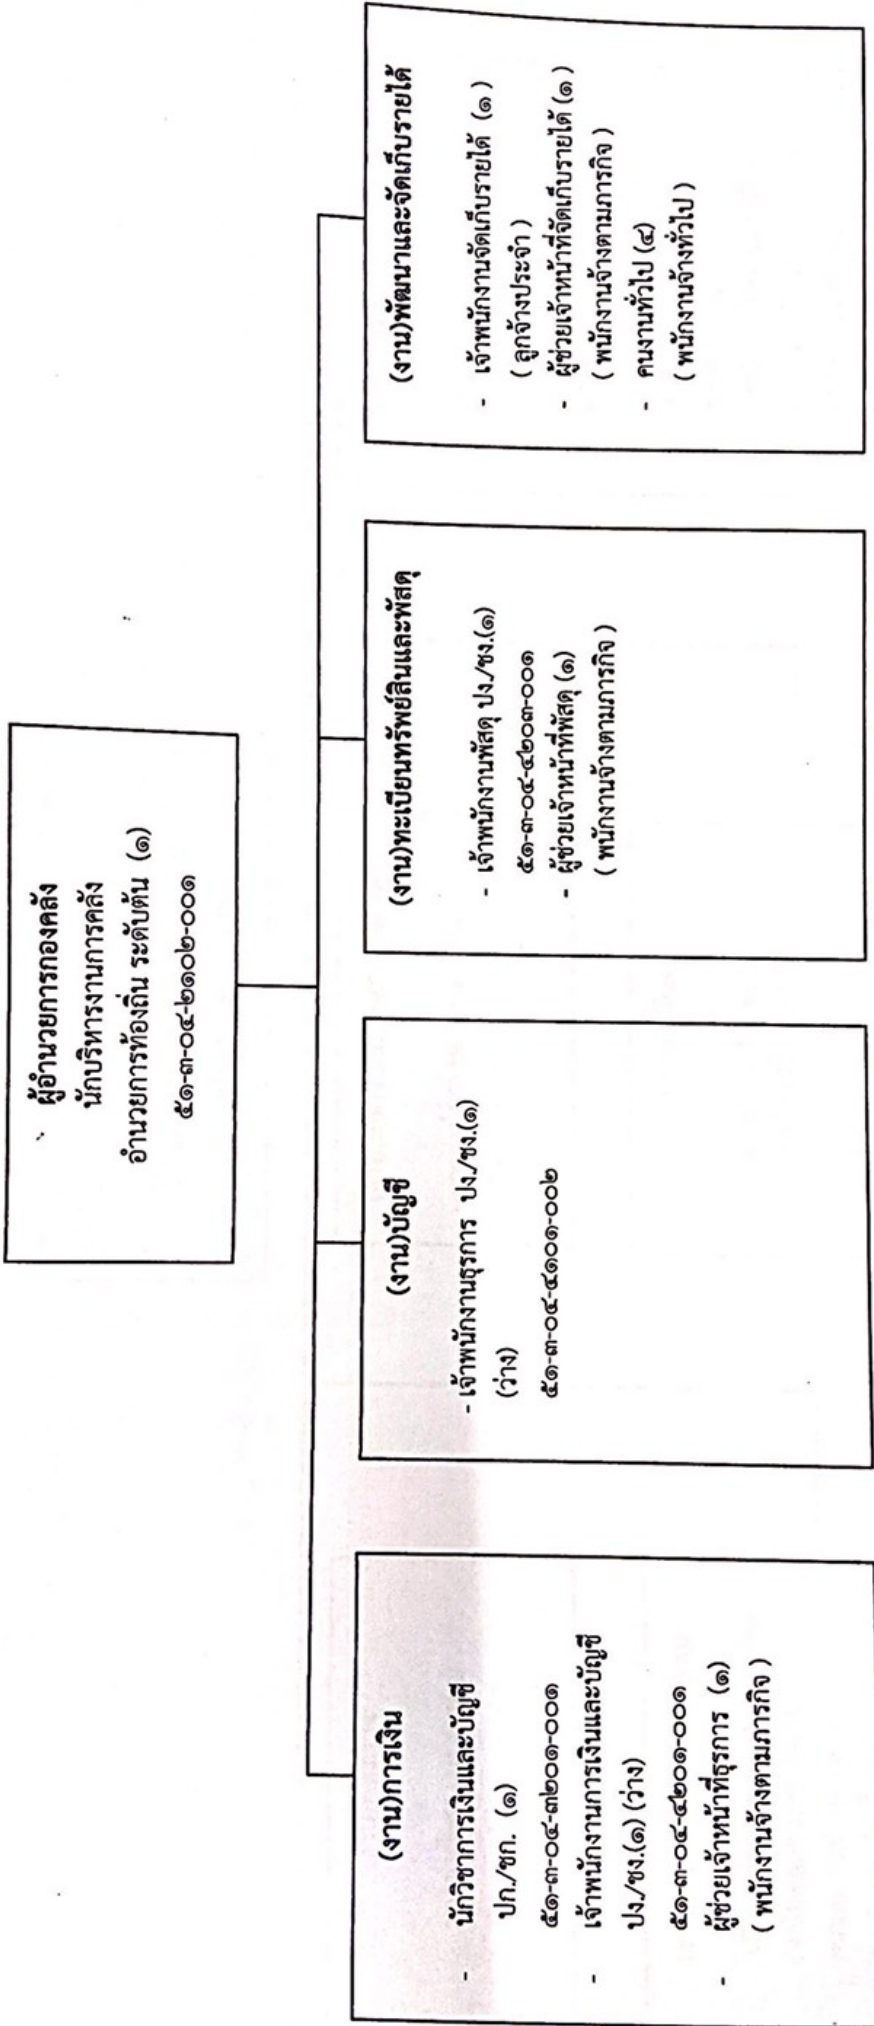 ผู้อำนวยการกองคลัง
นักบริหารงานการคลัง
อำนวยการท้องถิ่น ระดับต้น (๑)
๕๑-๓-๐๔-๒๑๐๒-๐๐๑
(งาน)การเงิน
- นักวิชาการเงินและบัญชี
ปก./ชก. (๑)
๕๑-๓-๐๔-๓๒๐๑-๐๐๑
- เจ้าพนักงานการเงินและบัญชี
ปง./ชง.(๑) (ว่าง)
๕๑-๓-๐๔-๔๒๐๑-๐๐๑
- ผู้ช่วยเจ้าหน้าที่ธุรการ (๑)
( พนักงานจ้างตามภารกิจ )
(งาน)บัญชี
- เจ้าพนักงานธุรการ ปง./ชง.(๑)
(ว่าง)
๕๑-๓-๐๔-๔๑๐๑-๐๐๒
(งาน)ทะเบียนทรัพย์สินและพัสดุ
- เจ้าพนักงานพัสดุ ปง./ชง.(๑)
๕๑-๓-๐๔-๔๒๐๓-๐๐๑
- ผู้ช่วยเจ้าหน้าที่พัสดุ (๑)
( พนักงานจ้างตามภารกิจ )
(งาน)พัฒนาและจัดเก็บรายได้
- เจ้าพนักงานจัดเก็บรายได้ (๑ )
( ลูกจ้างประจำ )
- ผู้ช่วยเจ้าหน้าที่จัดเก็บรายได้ (๑ )
( พนักงานจ้างตามภารกิจ )
- คนงานทั่วไป (๔)
( พนักงานจ้างทั่วไป )